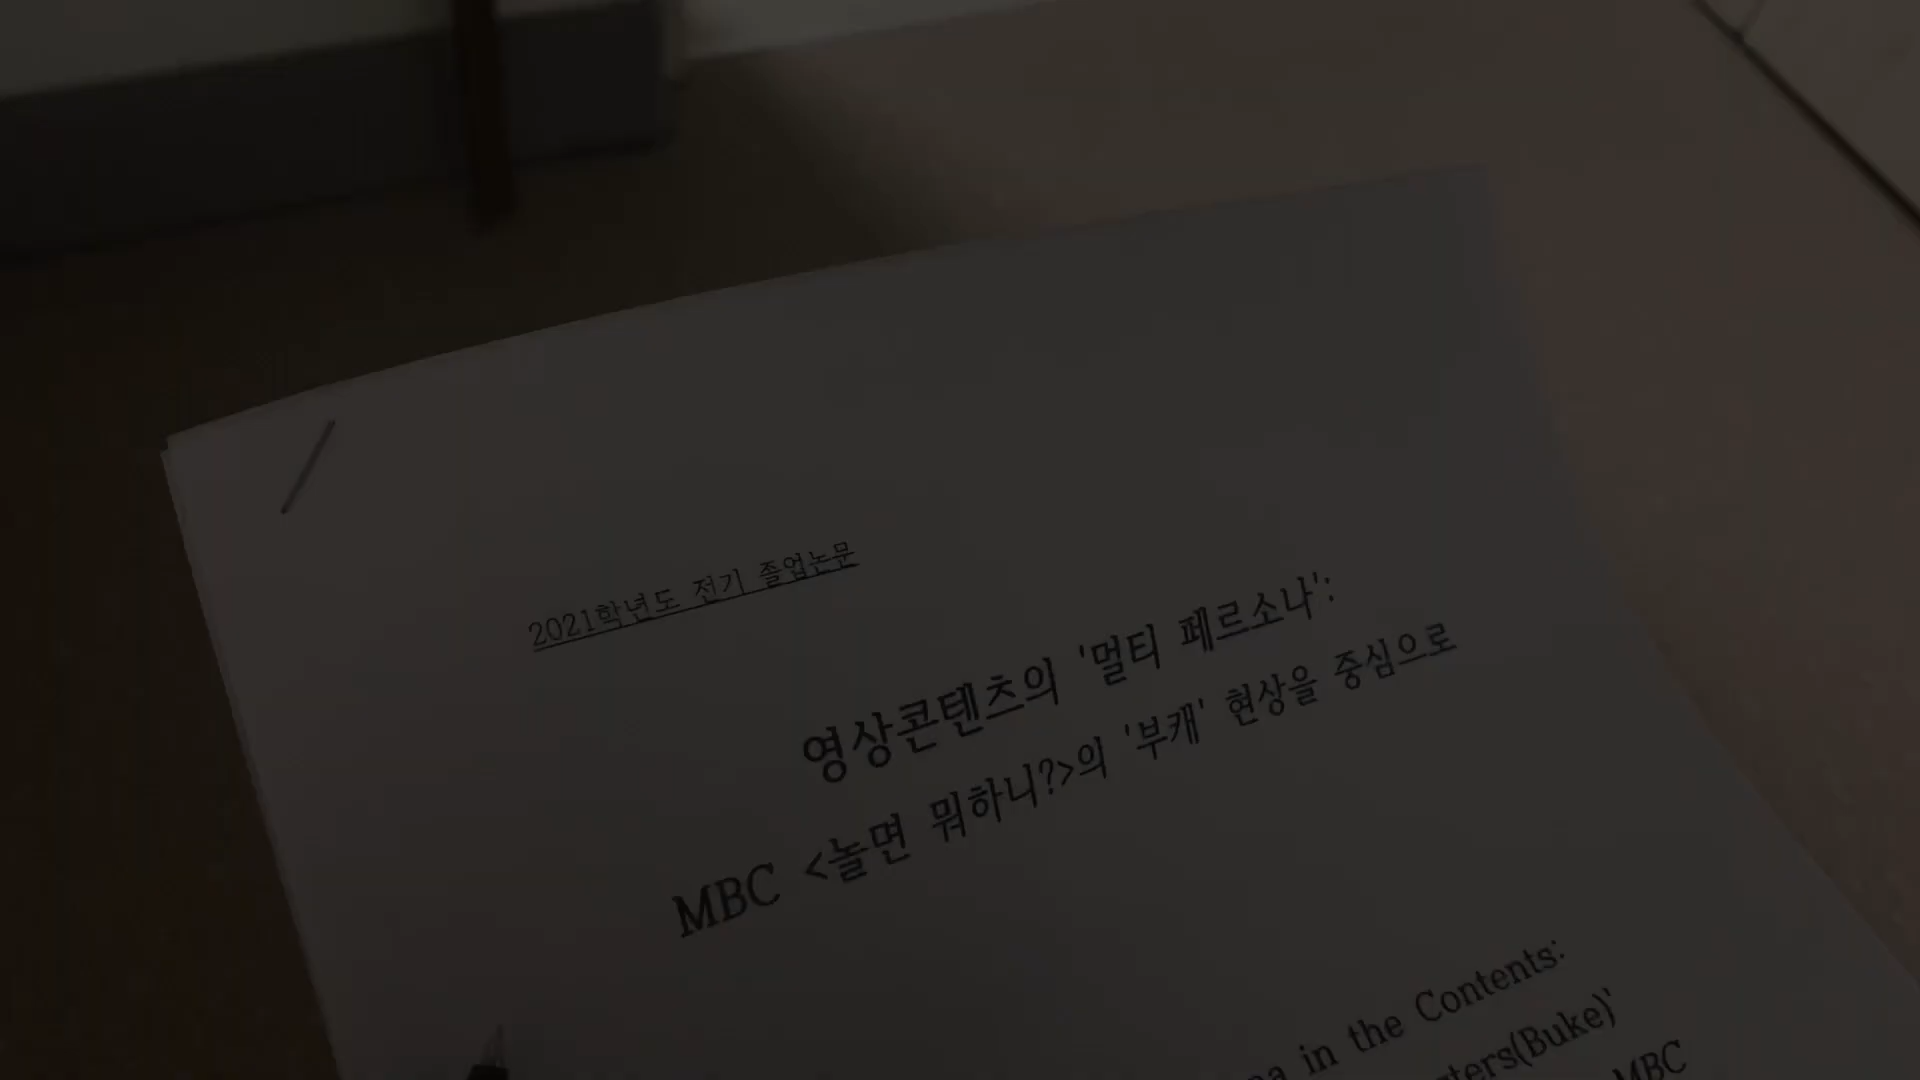 2021학년도 전기 졸업논문
영상콘텐츠의 '멀티 페르소나':
MBC <놀면 뭐하니?>의 '부캐' 현상을 중심으로
in the Contents:
(Buke)'
MBC